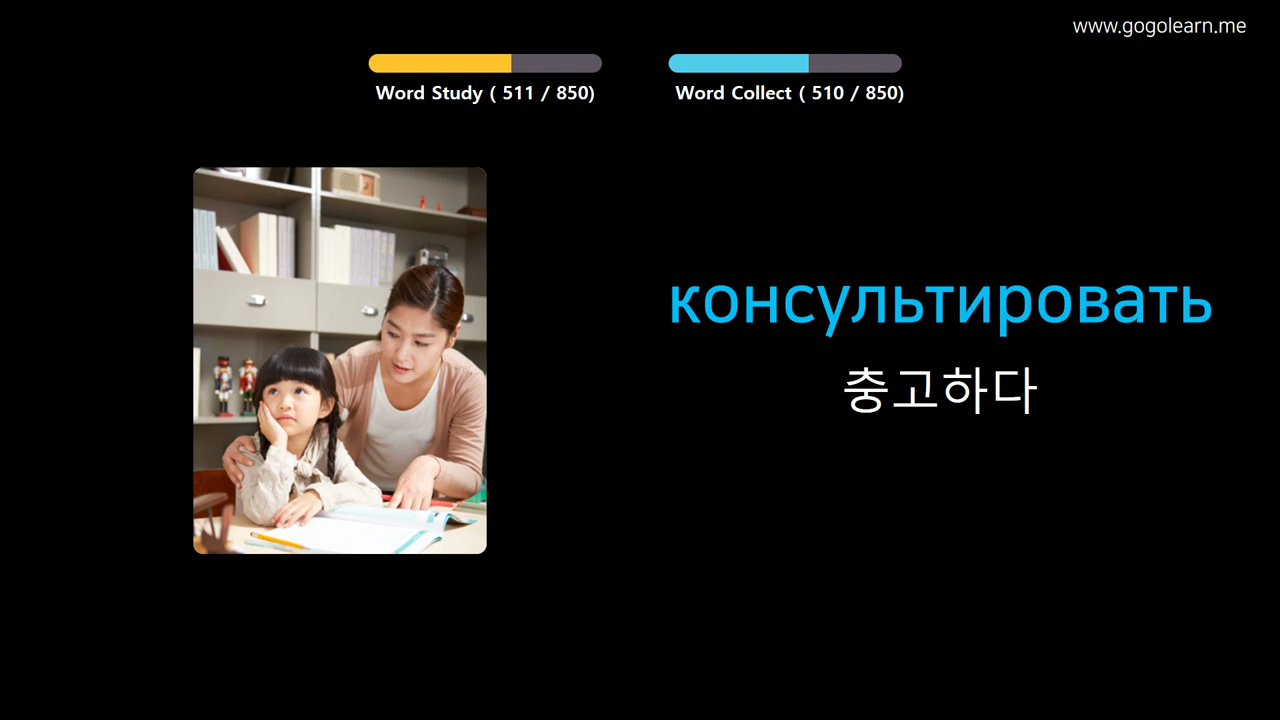 www.gogolearn.me
Word Study ( 511 / 850)
Word Collect ( 510 / 850)
консультировать
충고하다